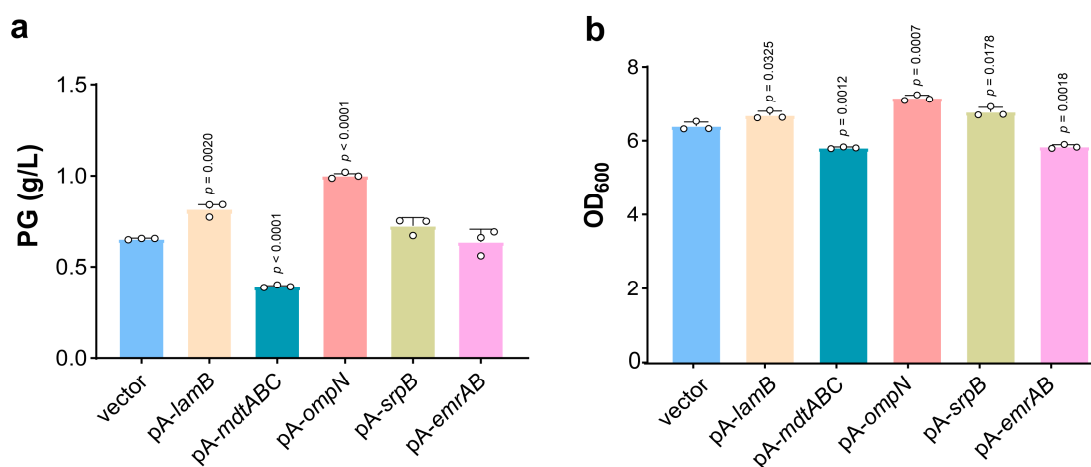 a
PG (g/L)
1.5
1.0
0.5
0.0
p = 0.0020
p < 0.0001
p < 0.0001
vector
pA-lamB
pA-mdtABC
pA-ompN
pA-srpB
pA-emrAB
b
OD600
8
6
4
2
0
p = 0.0325
p = 0.0012
p = 0.0007
p = 0.0178
p = 0.0018
vector
pA-lamB
pA-mdtABC
pA-ompN
pA-srpB
pA-emrAB